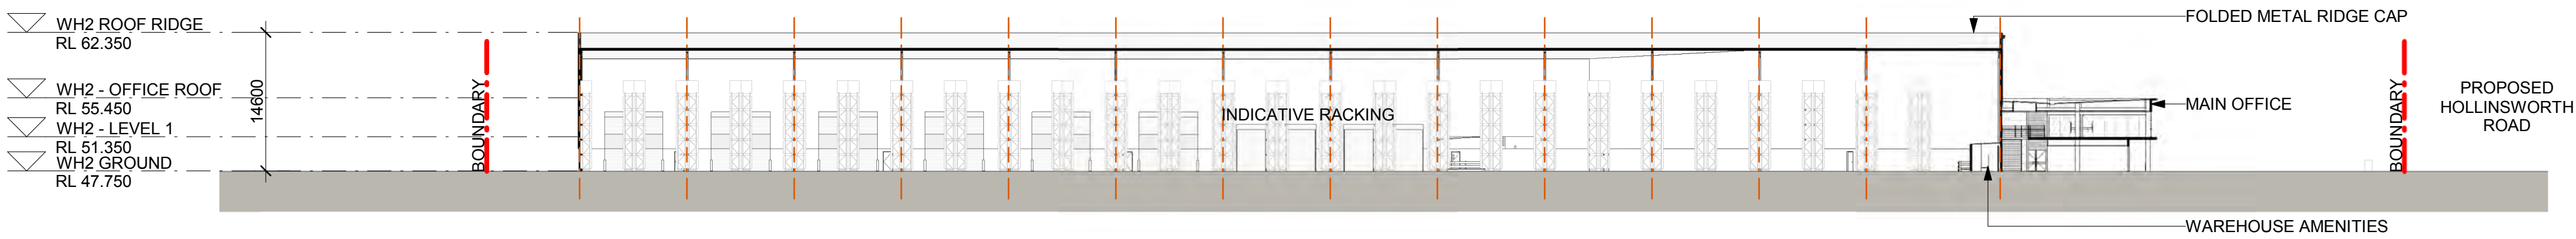 WH2 ROOF RIDGE
RL 62.350
WH2 - OFFICE ROOF
RL 55.450
WH2 - LEVEL 1
RL 51.350
WH2 GROUND
RL 47.750
14600
BOUNDARY
INDICATIVE RACKING
FOLDED METAL RIDGE CAP
MAIN OFFICE
WAREHOUSE AMENITIES
BOUNDARY
PROPOSED
HOLLINSWORTH
ROAD